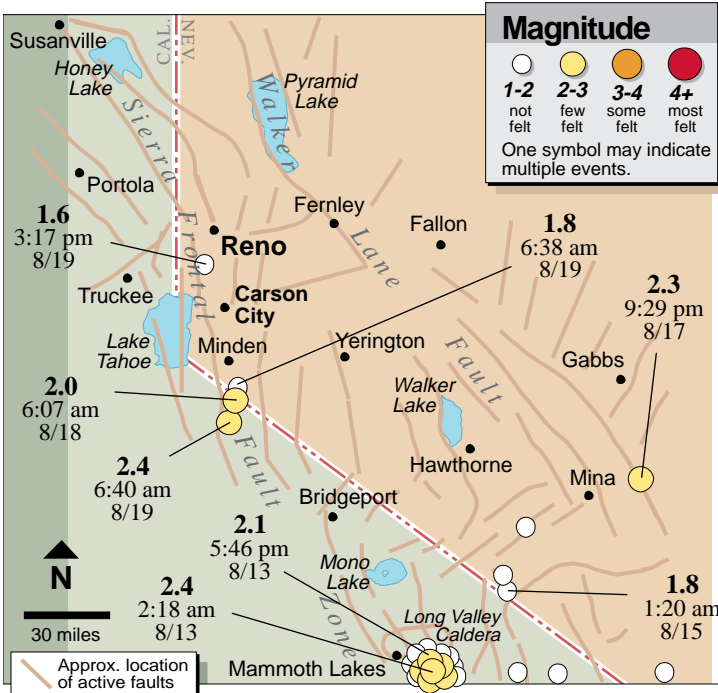 Susanville
Honey
Lake
CAL.
NEV.
Pyramid
Lake
Magnitude
1-2
2-3
3-4
4+
not
felt
few
felt
some
felt
most
felt
One symbol may indicate
multiple events.
Sierra
Frontal
Fault
Zone
Walker
Lane
Fault
Portola
1.6
3:17 pm
8/19
Reno
Fernley
Fallon
1.8
6:38 am
8/19
2.3
9:29 pm
8/17
Truckee
Carson
City
Lake
Tahoe
Minden
Yerington
Gabbs
Walker
Lake
2.0
6:07 am
8/18
2.4
6:40 am
8/19
Hawthorne
Mina
Bridgeport
2.1
5:46 pm
8/13
Mono
Lake
2.4
2:18 am
8/13
1.8
1:20 am
8/15
Long Valley
Caldera
Mammoth Lakes
N
30 miles
Approx. location
of active faults